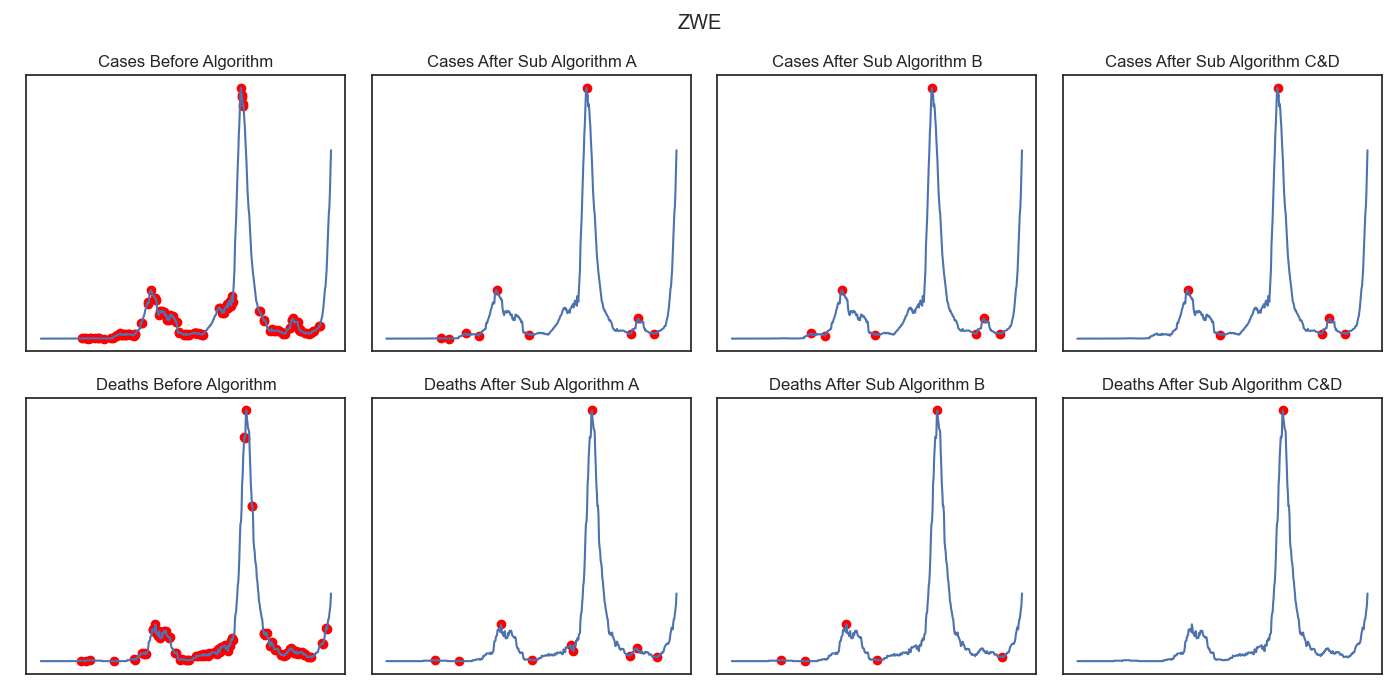 ZWE
Cases Before Algorithm
Cases After Sub Algorithm A
Cases After Sub Algorithm B
Cases After Sub Algorithm C&D
Deaths Before Algorithm
Deaths After Sub Algorithm A
Deaths After Sub Algorithm B
Deaths After Sub Algorithm C&D